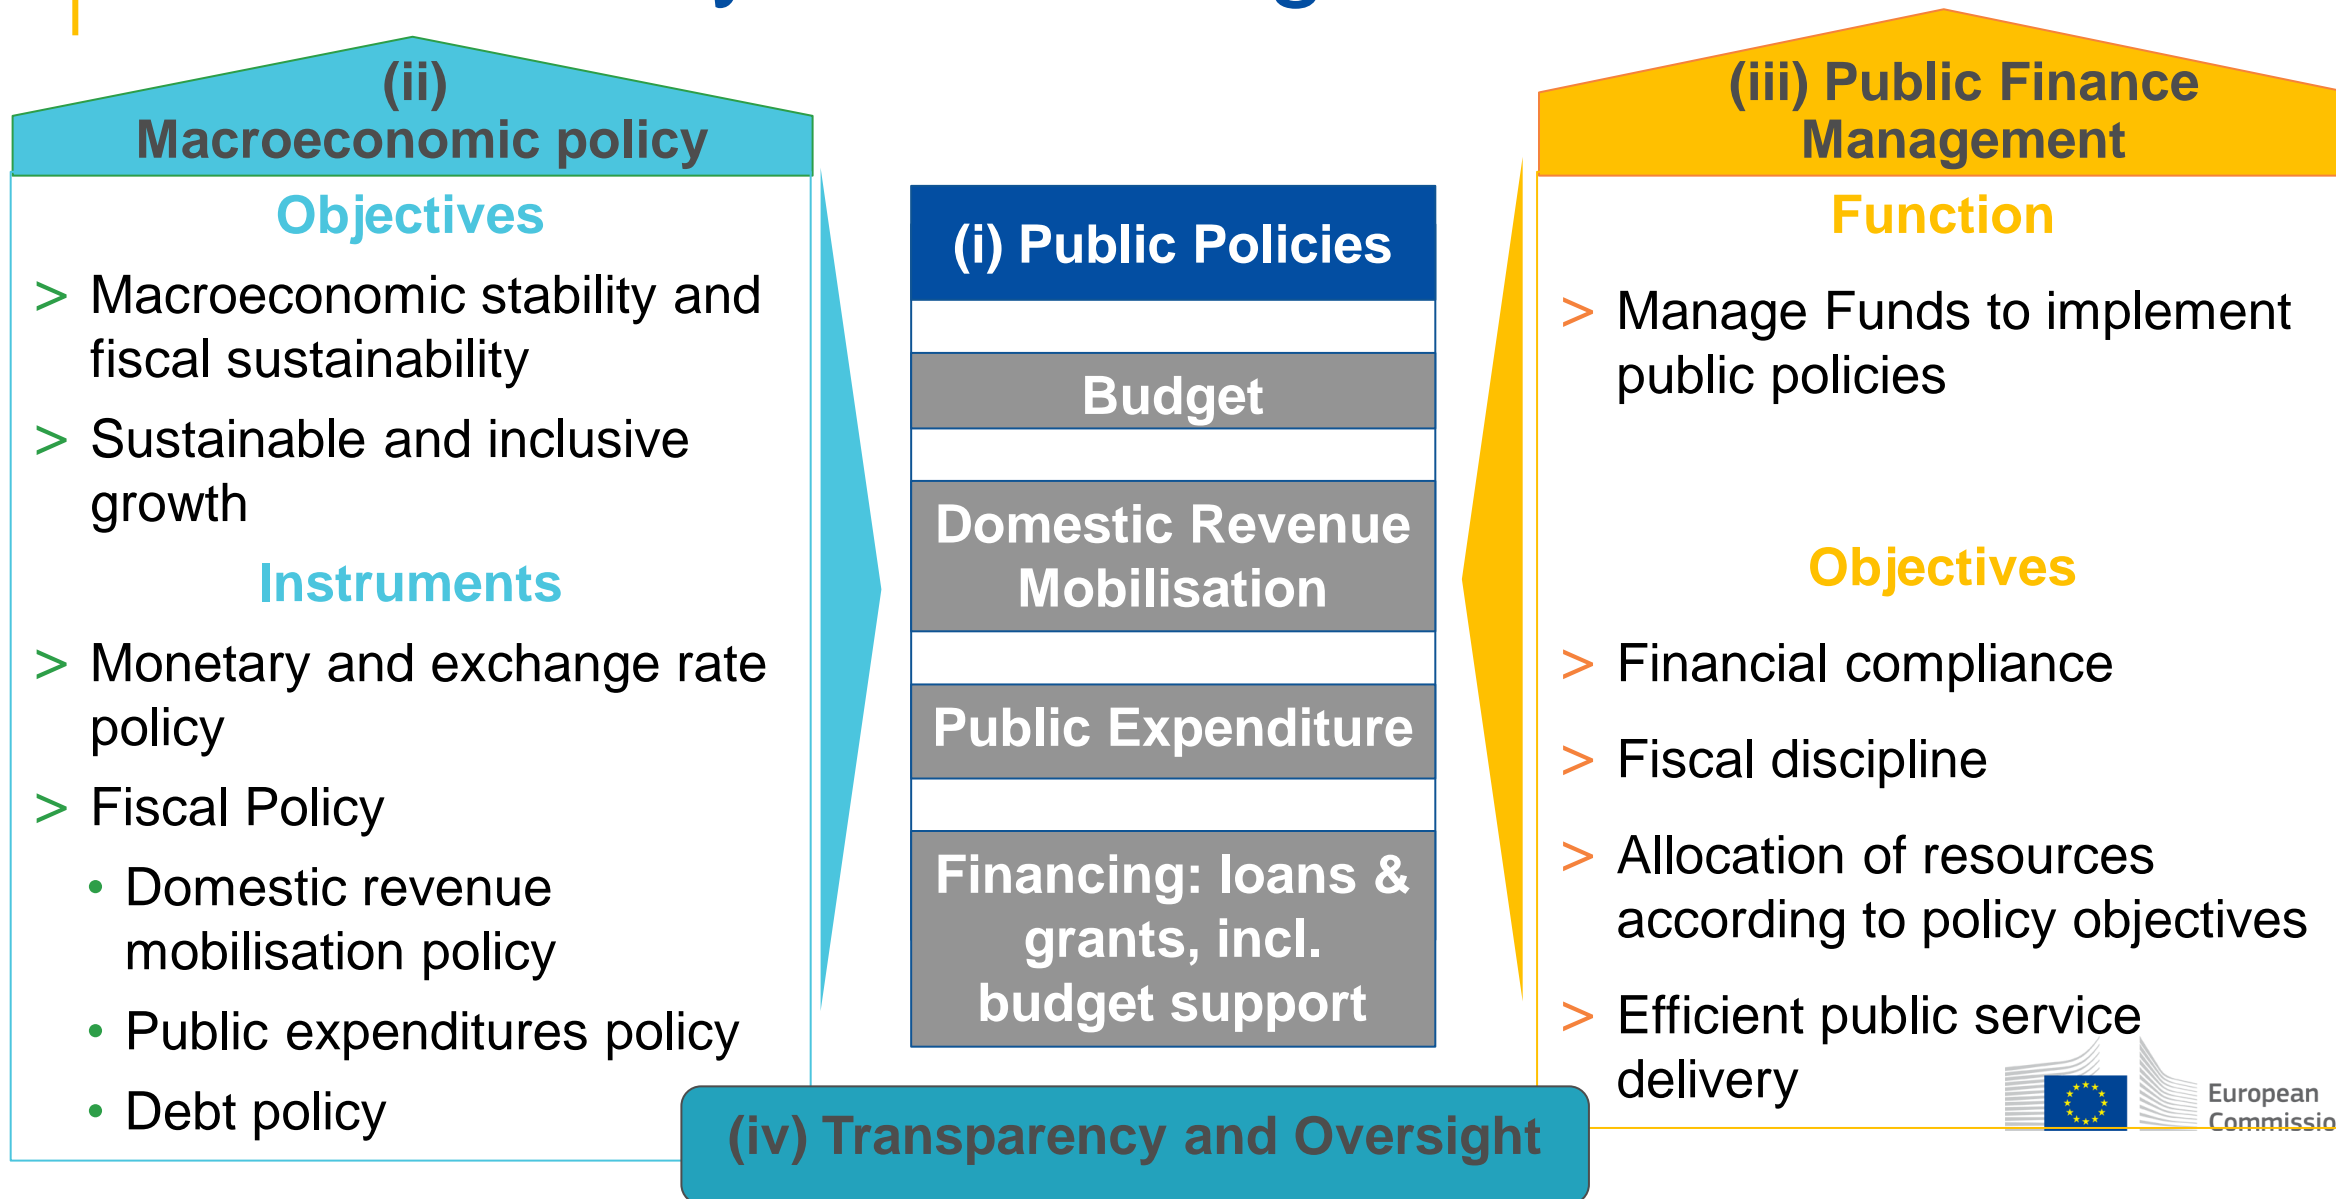 (ii)
Macroeconomic policy
Objectives
> Macroeconomic stability and
fiscal sustainability
> Sustainable and inclusive
growth
Instruments
> Monetary and exchange rate
policy
> Fiscal Policy
• Domestic revenue
mobilisation policy
• Public expenditures policy
• Debt policy
(i) Public Policies
Budget
Domestic Revenue
Mobilisation
Public Expenditure
Financing: loans &
grants, incl.
budget support
(iii) Public Finance
Management
Function
> Manage Funds to implement
public policies
Objectives
> Financial compliance
> Fiscal discipline
> Allocation of resources
according to policy objectives
> Efficient public service
delivery
(iv) Transparency and Oversight
European
Commissio